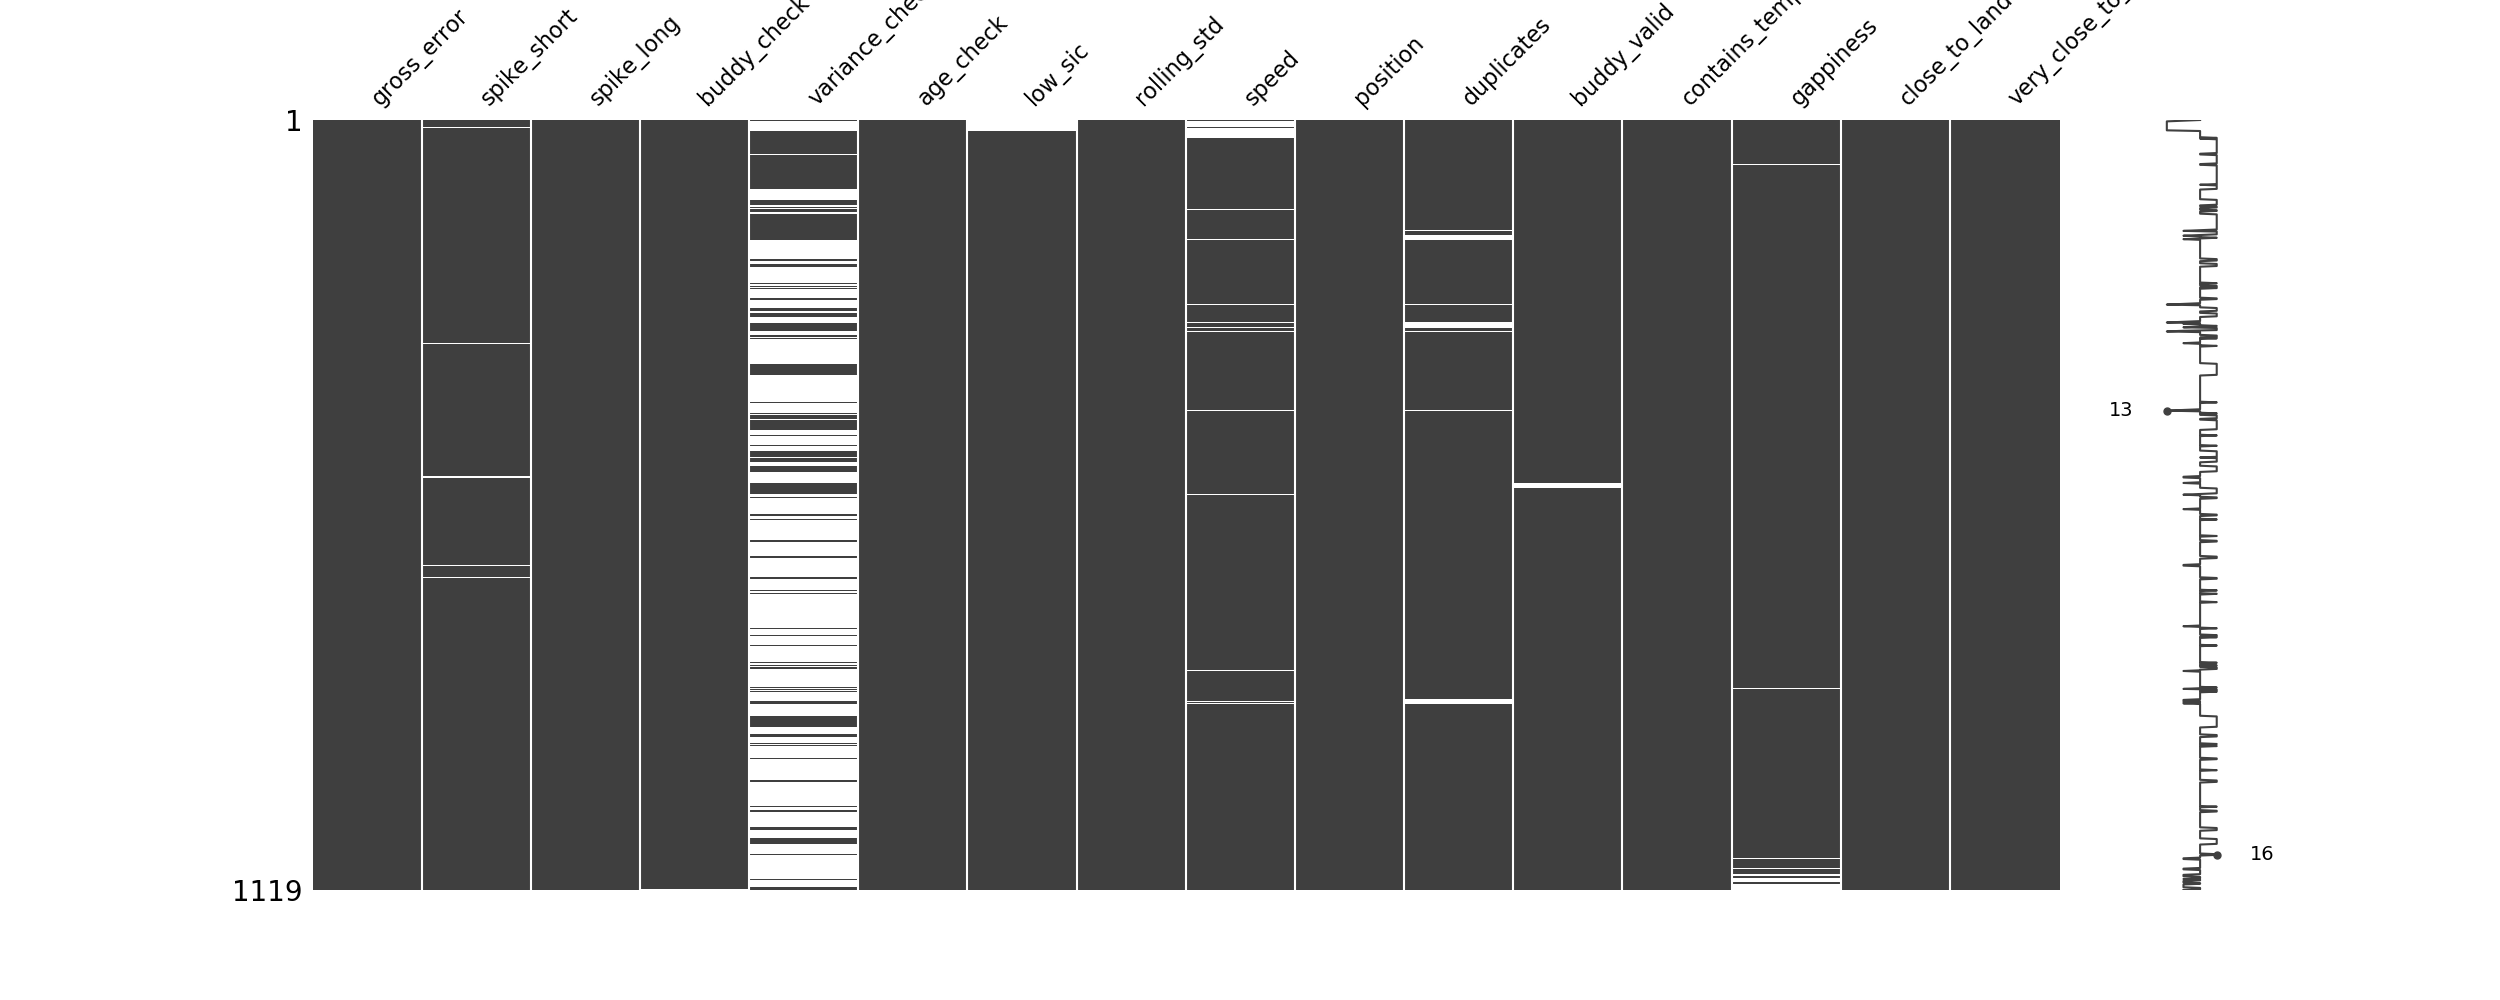 gross_error
spike_short
spike_long
buddy_check
age_check
low_sic
rolling_std
speed
position
duplicates
buddy_valid
gappiness
close_to_land
1
13
16
1119